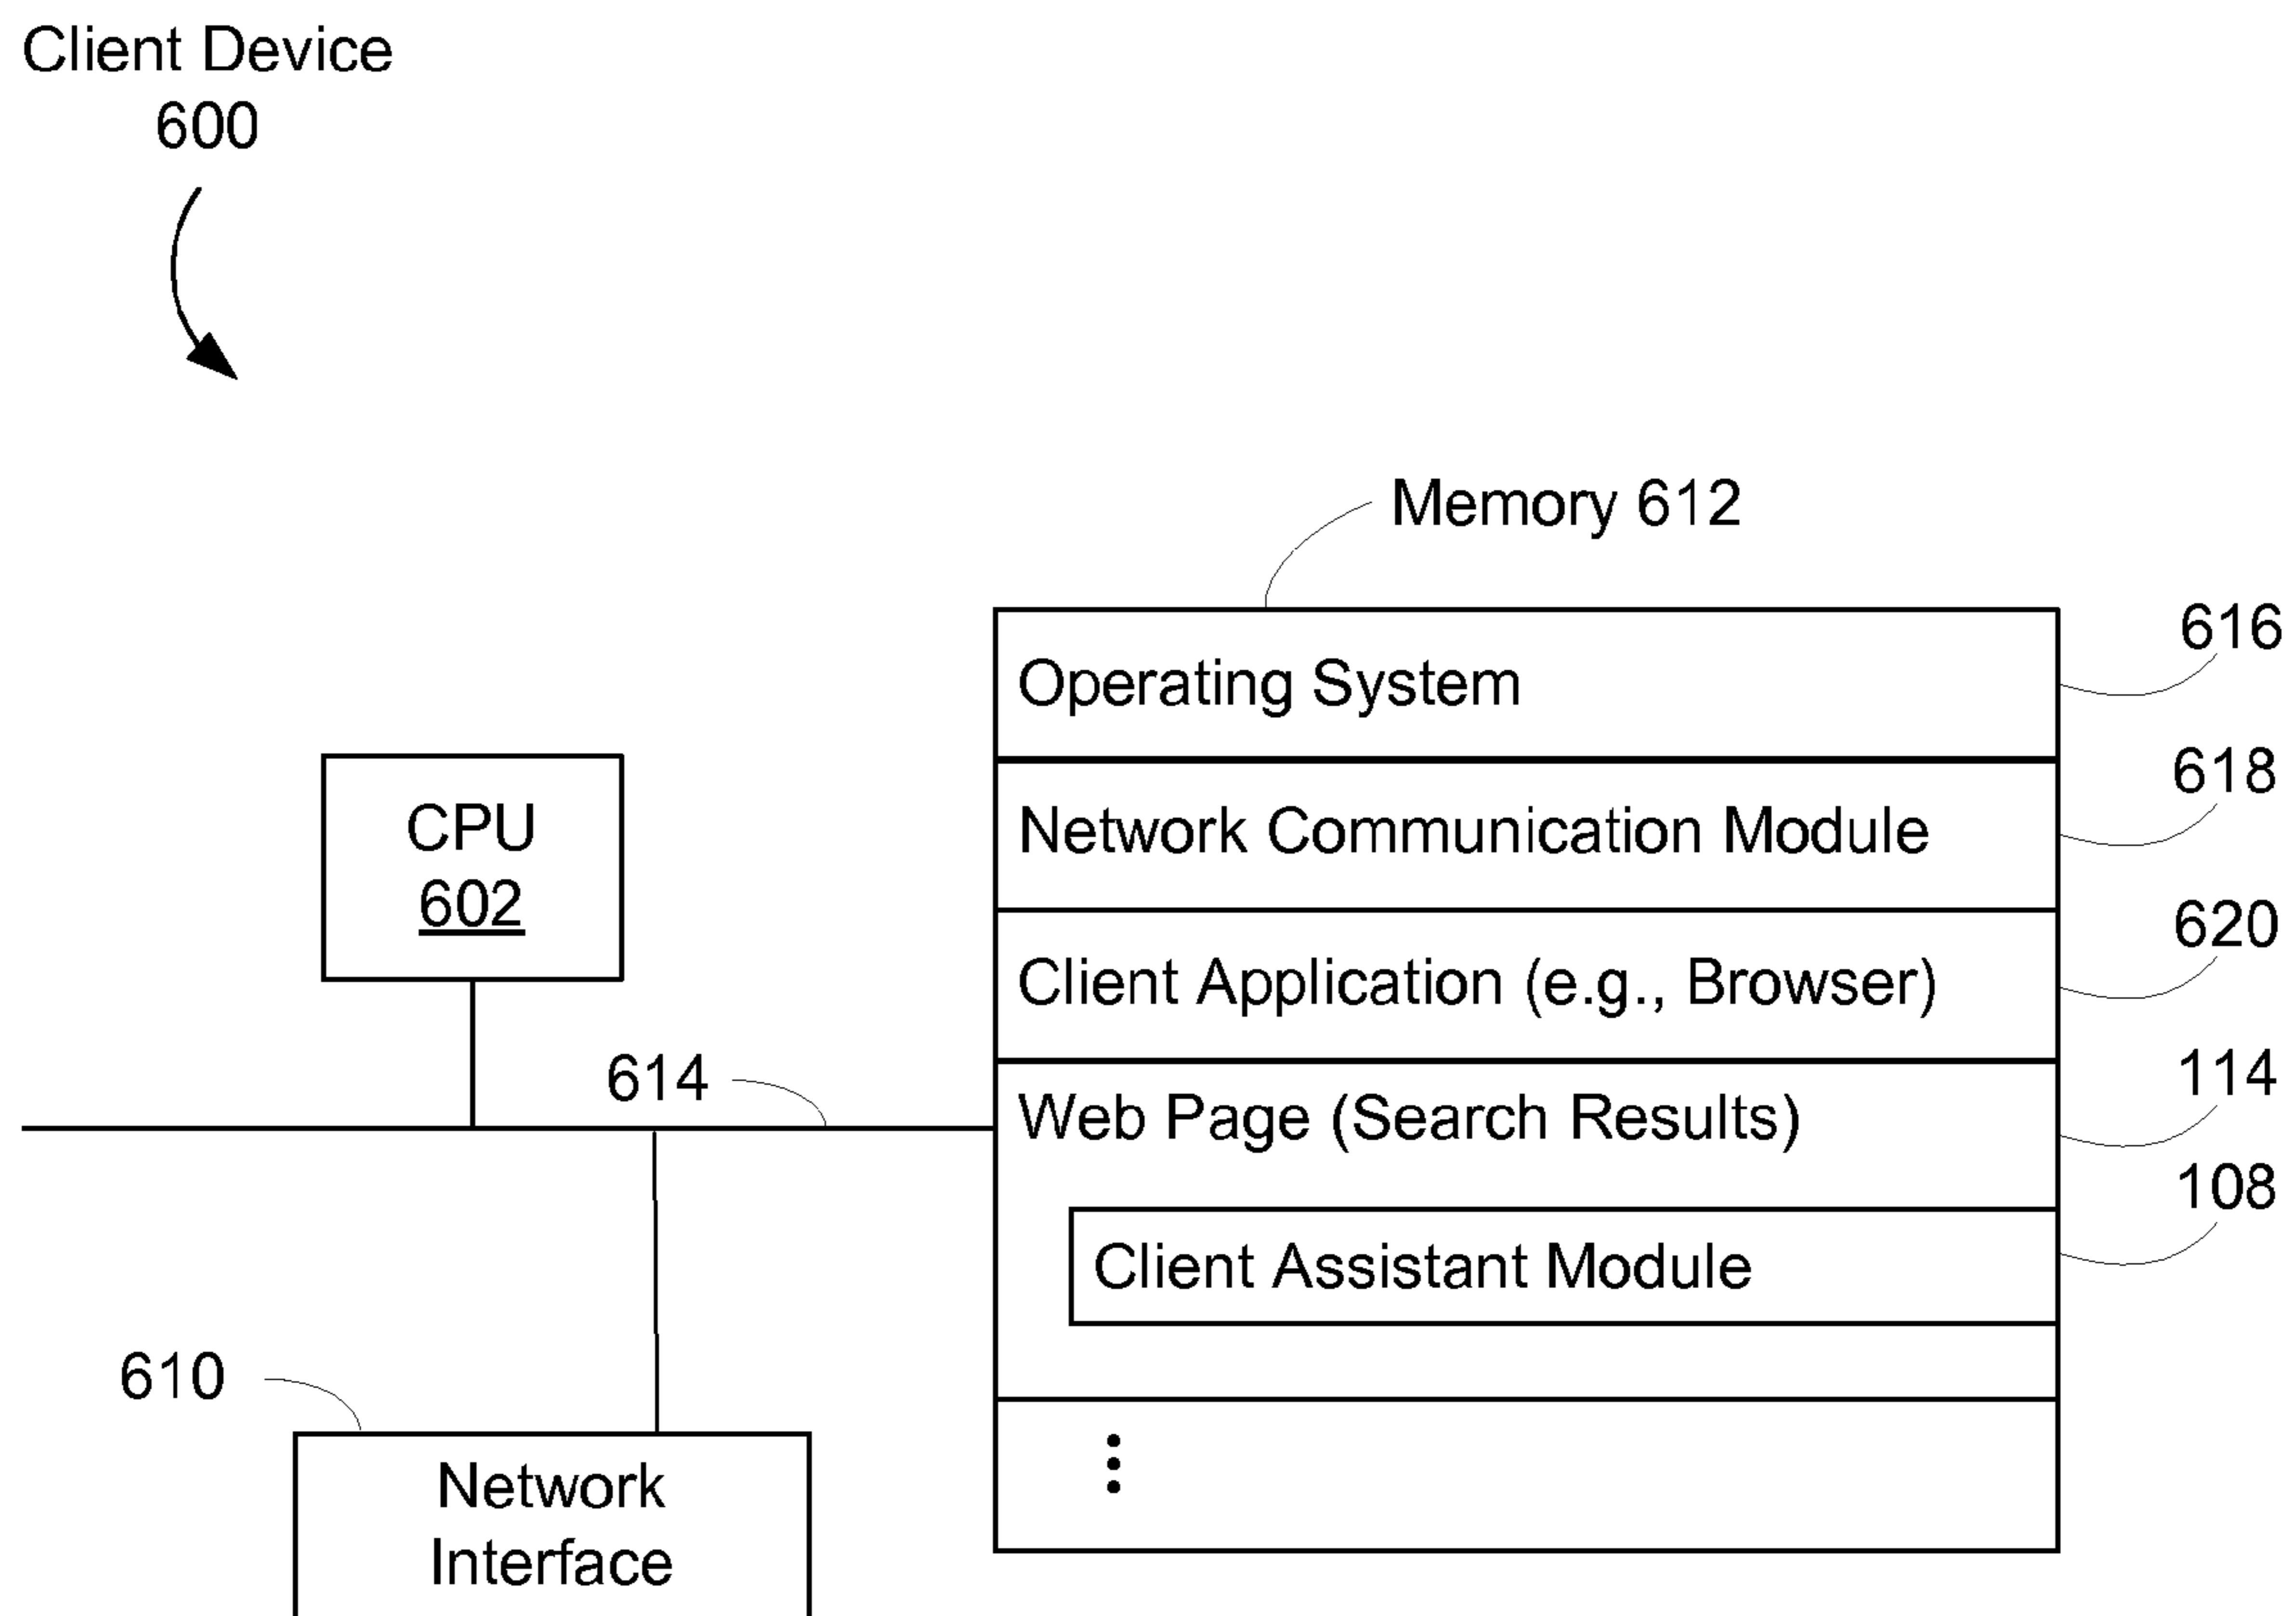 Client Device
600
Memory 612
Operating System
616
Network Communication Module
618
CPU
602
Client Application (e.g., Browser)
620
614
Web Page (Search Results)
114
Client Assistant Module
108
610
Network
Interface